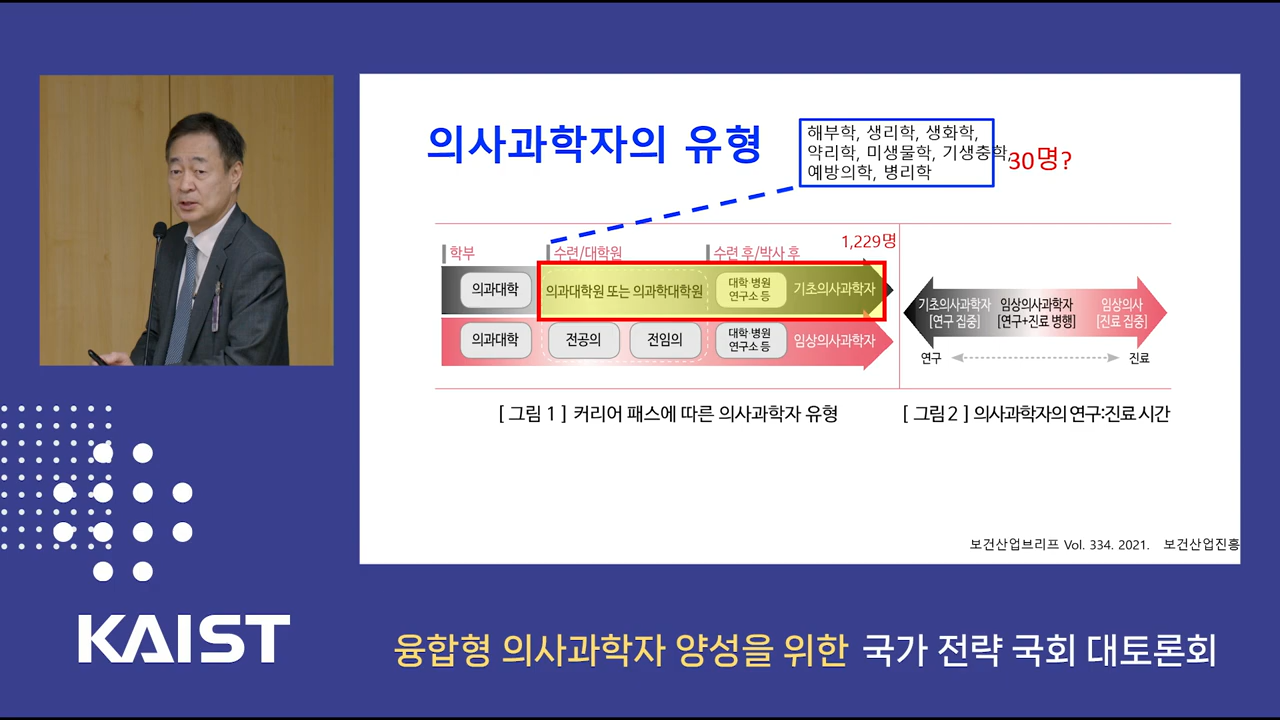 의사과학자의 유형
해부학, 생리학, 생화학,
약리학, 미생물학, 기생충학,
예방의학, 병리학
30명?
1,229명
학부
수련/대학원
수련 후/박사 후
의과대학
의과대학원 또는 의과학대학원
대학 병원
연구소 등
기초의사과학자
의과대학
전공의
전임의
대학 병원
연구소 등
임상의사과학자
기초의사과학자
[연구 집중]
임상의사과학자
[연구+진료 병행]
임상의사
[진료 집중]
연구
진료
[ 그림 1 ] 커리어 패스에 따른 의사과학자 유형
[ 그림 2 ] 의사과학자의 연구:진료 시간
보건산업브리프 Vol. 334. 2021. 보건산업진흥
KAIST
융합형 의사과학자 양성을 위한 국가 전략 국회 대토론회